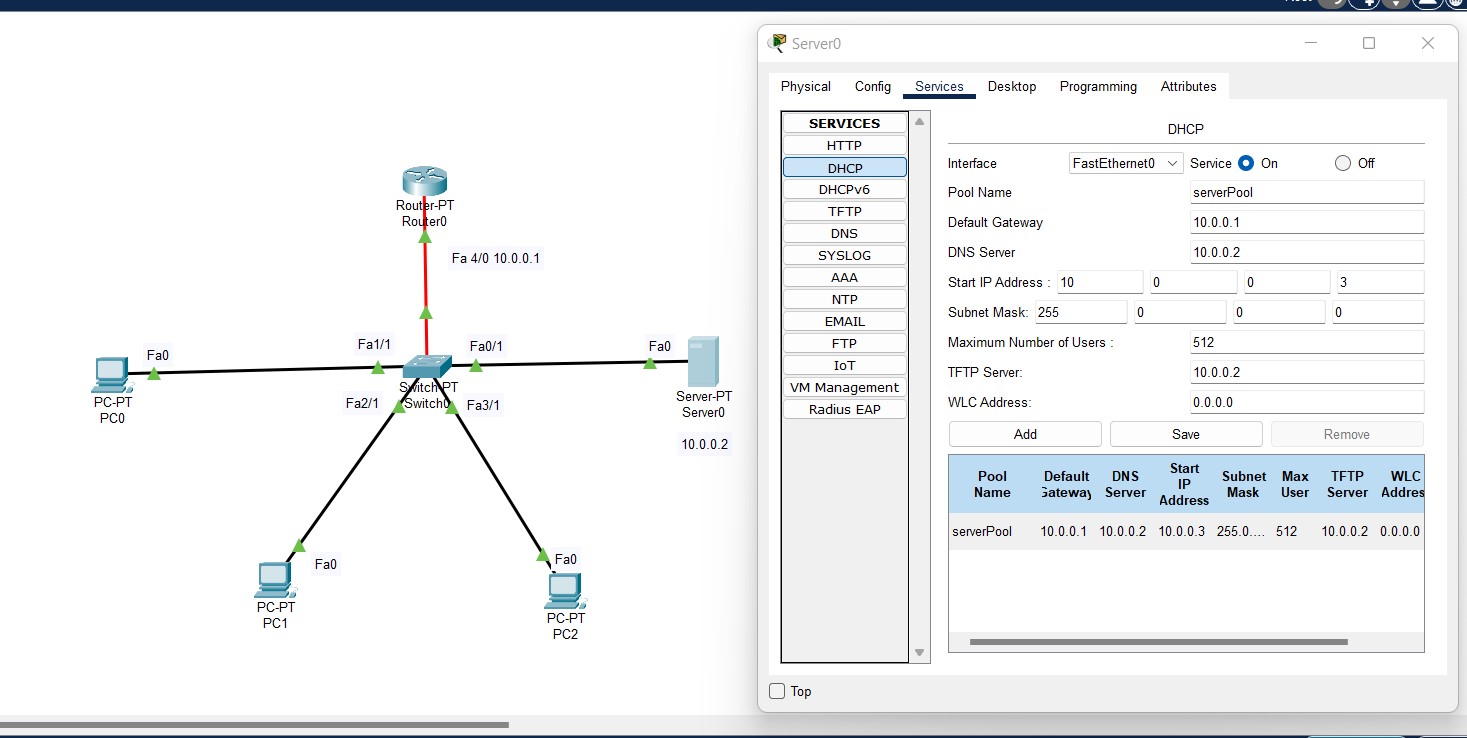 Router-PT
Router0
Fa 4/0 10.0.0.1
Fa1/1
Fa0/1
Fa0
Fa0
Switch-PT
Switch0
PC-PT
PC0
Server-PT
Server0
10.0.0.2
Fa2/1
Fa3/1
Fa0
Fa0
PC-PT
PC1
PC-PT
PC2
Server0
Physical Config Services Desktop Programming Attributes
SERVICES
HTTP
DHCP
DHCPv6
TFTP
DNS
SYSLOG
AAA
NTP
EMAIL
FTP
IoT
VM Management
Radius EAP
DHCP
Interface FastEthernet0 Service On Off
Pool Name serverPool
Default Gateway 10.0.0.1
DNS Server 10.0.0.2
Start IP Address : 10 0 0 3
Subnet Mask: 255 0 0 0
Maximum Number of Users : 512
TFTP Server: 10.0.0.2
WLC Address: 0.0.0.0
Add Save Remove
Pool Name Default Gateway DNS Server Start IP Address Subnet Mask Max User TFTP Server WLC Addres
serverPool 10.0.0.1 10.0.0.2 10.0.0.3 255.0.... 512 10.0.0.2 0.0.0.0
Top